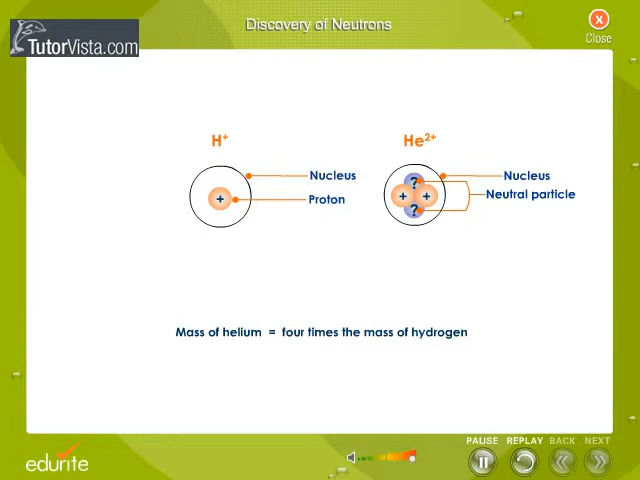 Discovery of Neutrons
TutorVista.com
Close
H⁺
He²⁺
Nucleus
Proton
+
Nucleus
Neutral particle
?
+ +
?
Mass of helium = four times the mass of hydrogen
PAUSE REPLAY BACK NEXT
edurite